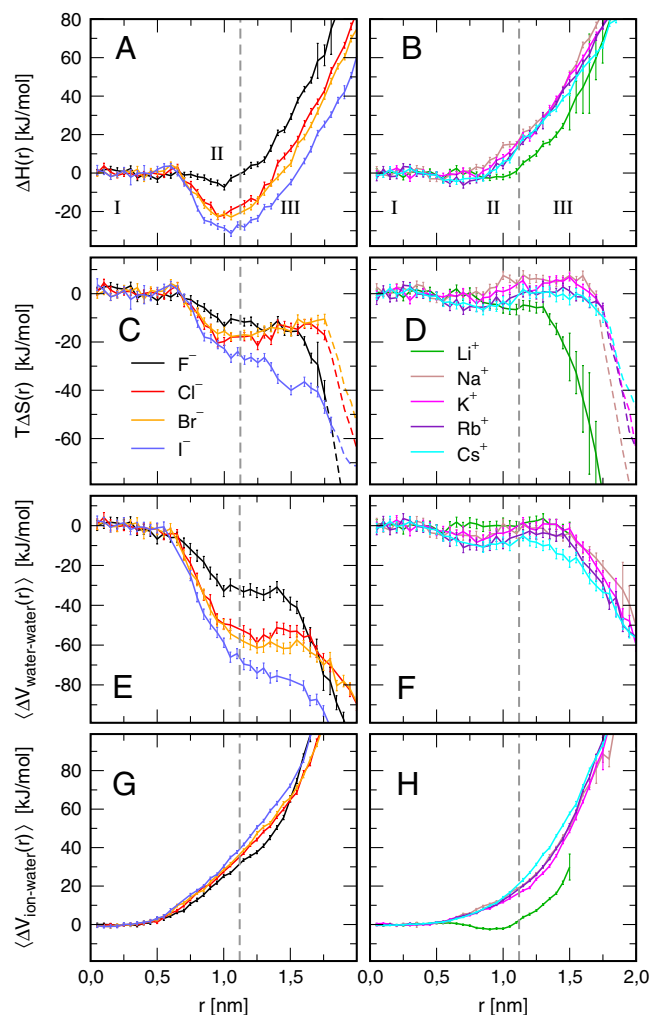 80
60
40
20
0
-20
ΔH(r) [kJ/mol]
A
I
II
III
B
I
II
III
0
-20
-40
-60
TΔS(r) [kJ/mol]
C
F⁻
Cl⁻
Br⁻
I⁻
D
Li⁺
Na⁺
K⁺
Rb⁺
Cs⁺
0
-20
-40
-60
-80
⟨ΔV_water-water(r)⟩ [kJ/mol]
E
F
80
60
40
20
0
⟨ΔV_ion-water(r)⟩ [kJ/mol]
G
H
0,0 0,5 1,0 1,5
r [nm]
0,0 0,5 1,0 1,5 2,0
r [nm]